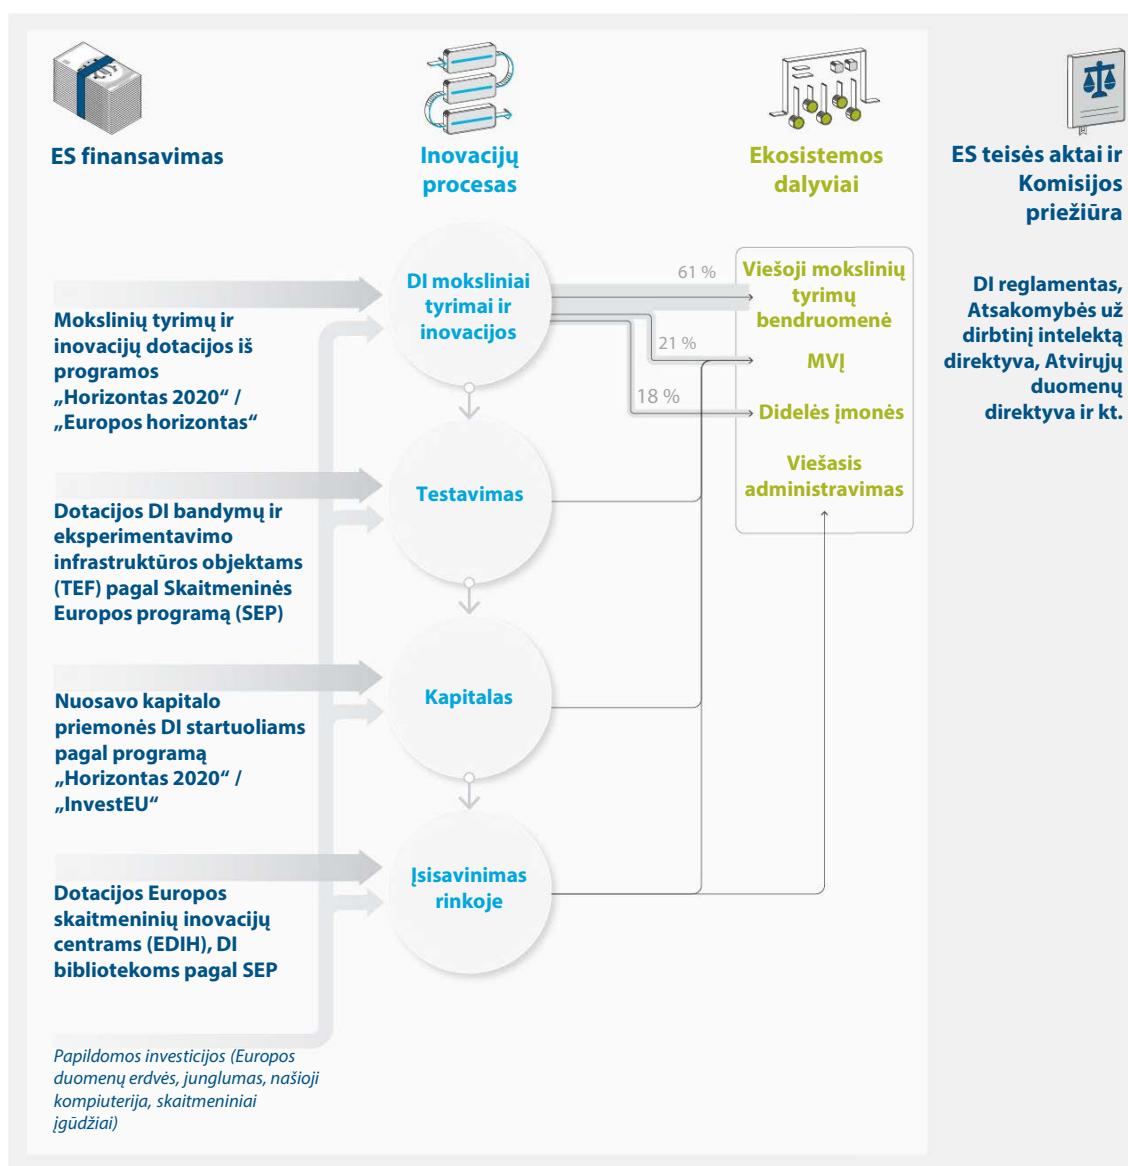 ES finansavimas
Inovacijų
procesas
Ekosistemos
dalyviai
ES teisės aktai ir
Komisijos
priežiūra
Mokslinių tyrimų ir
inovacijų dotacijos iš
programos
„Horizontas 2020“ /
„Europos horizontas“
DI moksliniai
tyrimai ir
inovacijos
61 %
21 %
18 %
Viešoji mokslinių
tyrimų
bendruomenė
MVĮ
Didelės įmonės
Viešasis
administravimas
DI reglamentas,
Atsakomybės už
dirbtinį intelektą
direktyva, Atvirųjų
duomenų
direktyva ir kt.
Dotacijos DI bandymų ir
eksperimentavimo
infrastruktūros objektams
(TEF) pagal Skaitmeninės
Europos programą (SEP)
Testavimas
Nuosavo kapitalo
priemonės DI startuoliams
pagal programą
„Horizontas 2020“ /
„InvestEU“
Kapitalas
Dotacijos Europos
skaitmeninių inovacijų
centrams (EDIH), DI
bibliotekoms pagal SEP
Įsisavinimas
rinkoje
Papildomos investicijos (Europos
duomenų erdvės, junglumas, našioji
kompiuterija, skaitmeniniai
įgūdžiai)